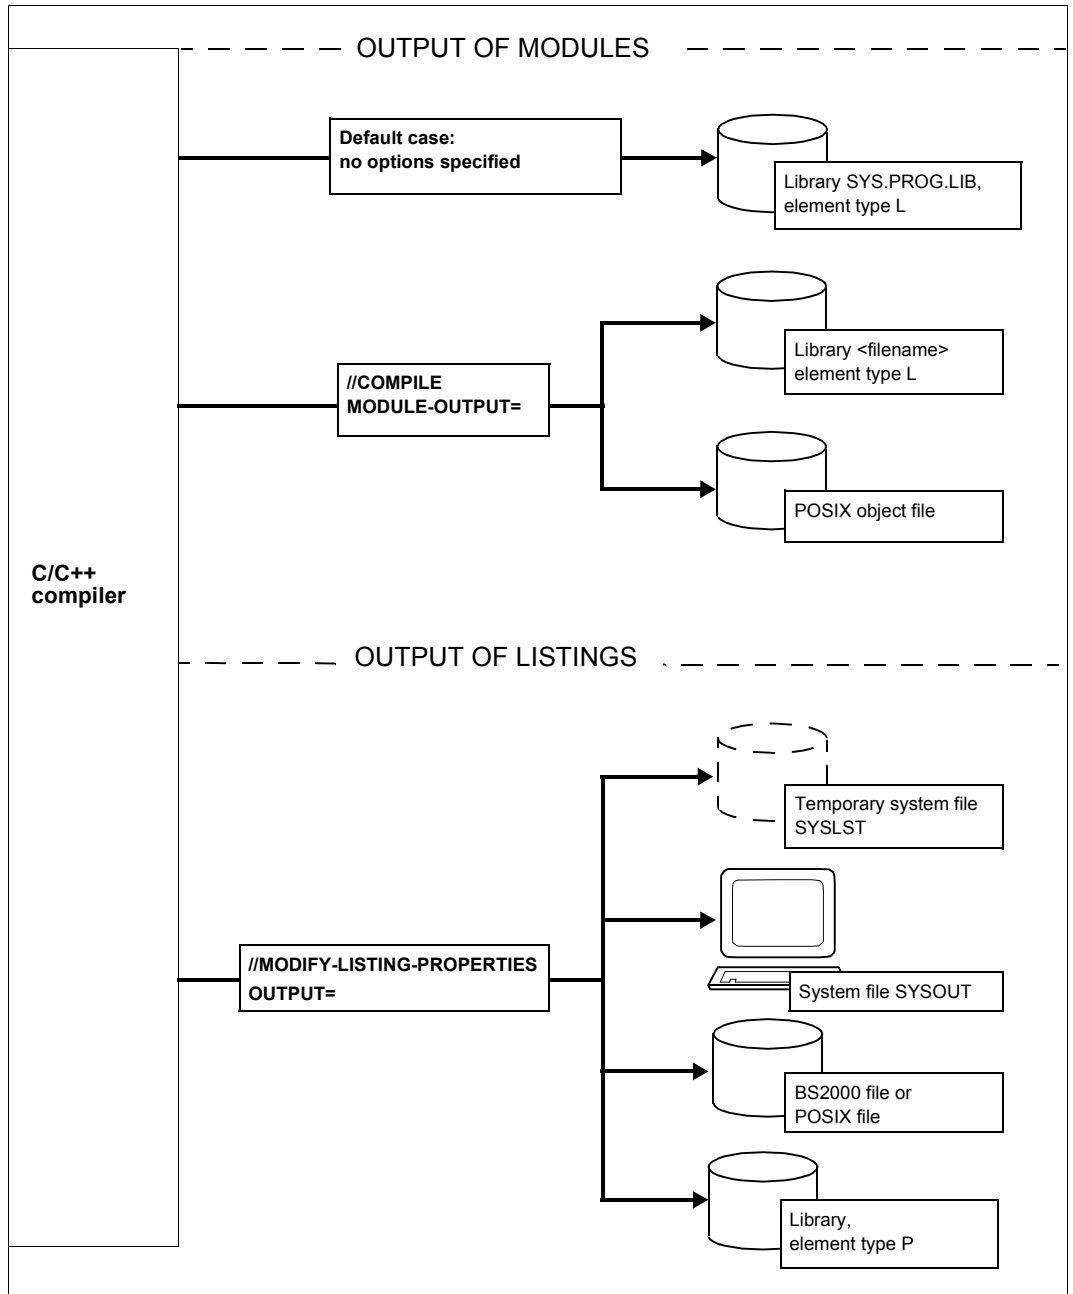 OUTPUT OF MODULES
Default case:
no options specified
Library SYS.PROG.LIB,
element type L
Library <filename>
element type L
//COMPILE
MODULE-OUTPUT=
POSIX object file
C/C++
compiler
OUTPUT OF LISTINGS
Temporary system file
SYSLST
//MODIFY-LISTING-PROPERTIES
OUTPUT=
System file SYSOUT
BS2000 file or
POSIX file
Library,
element type P